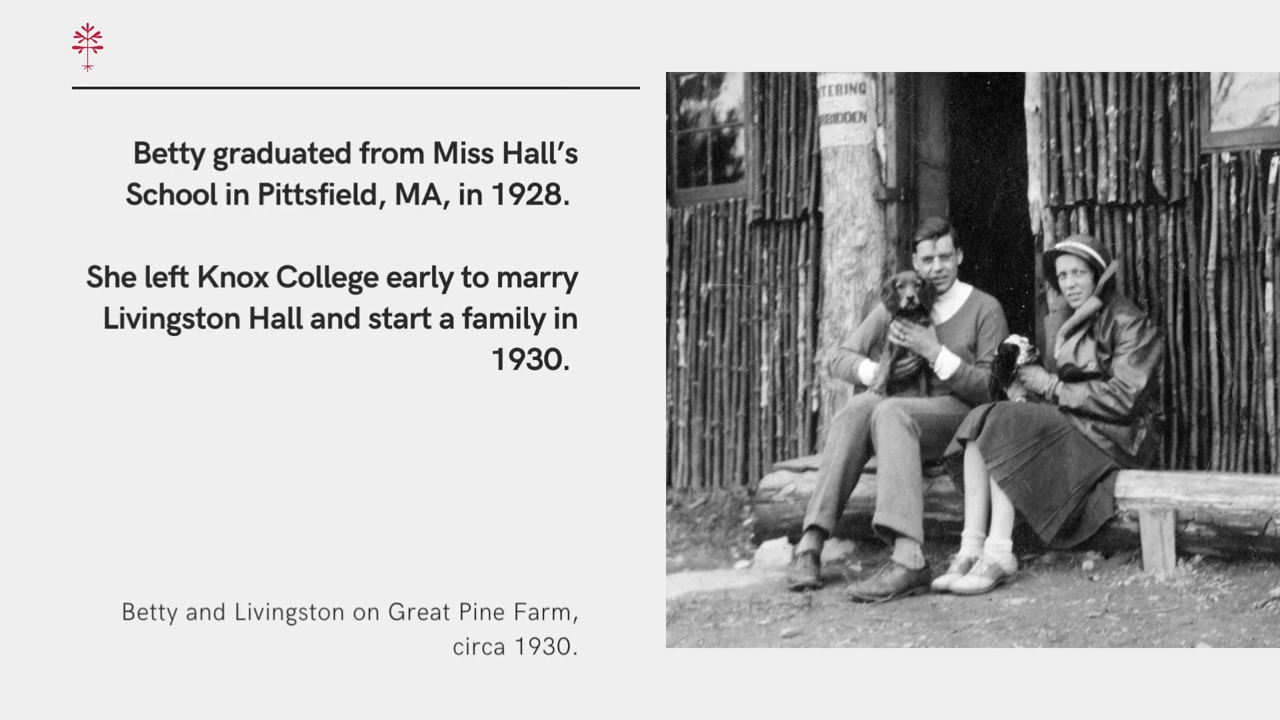 Betty graduated from Miss Hall’s
School in Pittsfield, MA, in 1928.
She left Knox College early to marry
Livingston Hall and start a family in
1930.
Betty and Livingston on Great Pine Farm,
circa 1930.